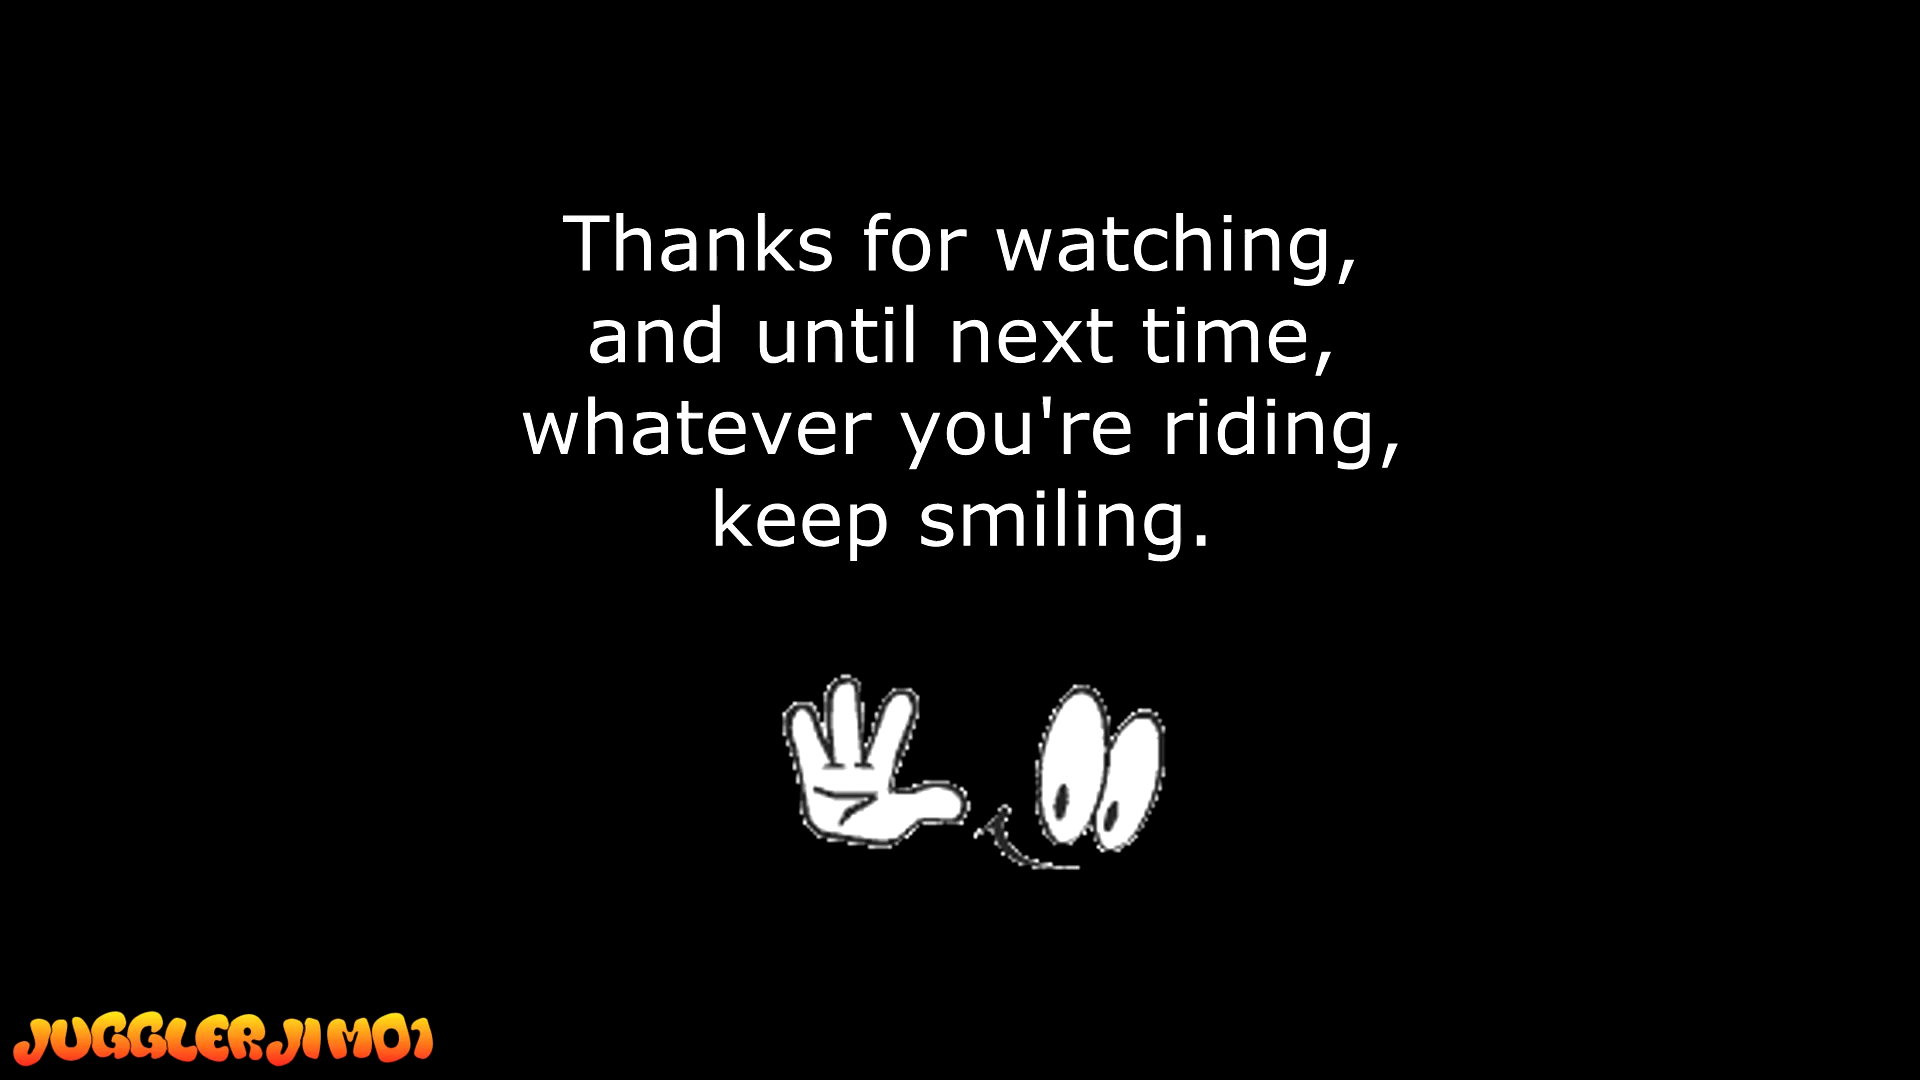 Thanks for watching,
and until next time,
whatever you're riding,
keep smiling.
JUGGLERJIM01